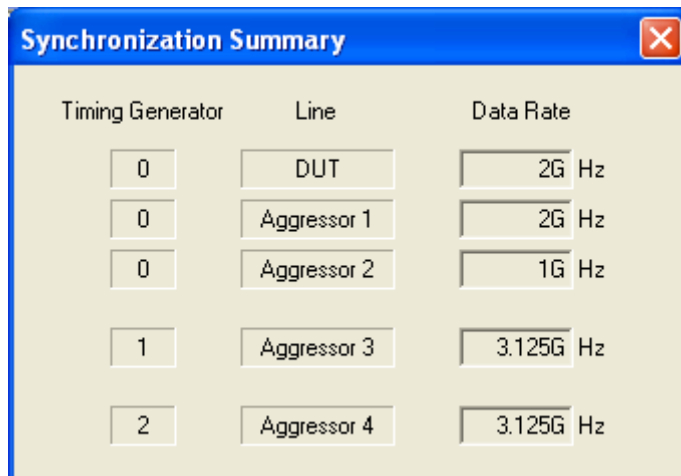 Synchronization Summary
Timing Generator Line Data Rate
0 DUT 2G Hz
0 Aggressor 1 2G Hz
0 Aggressor 2 1G Hz
1 Aggressor 3 3.125G Hz
2 Aggressor 4 3.125G Hz